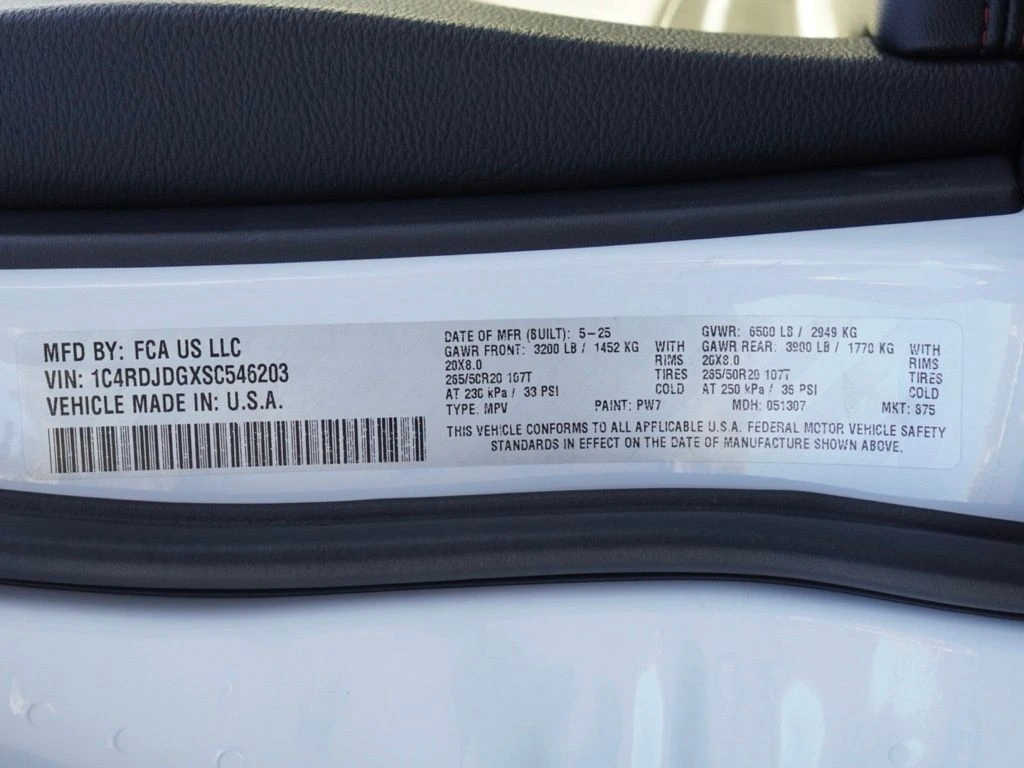 MFD BY: FCA US LLC
VIN: 1C4RDJDGXSC546203
VEHICLE MADE IN: U.S.A.
DATE OF MFR (BUILT): 5-25
GAWR FRONT: 3200 LB / 1452 KG WITH
20X8.0 RIMS
265/50R20 107T TIRES
AT 230 kPa / 33 PSI COLD
GVWR: 6500 LB / 2949 KG
GAWR REAR: 3900 LB / 1770 KG WITH
20X8.0 RIMS
265/50R20 107T TIRES
AT 250 kPa / 36 PSI COLD
TYPE: MPV PAINT: PW7 MDH: 051307 MKT: 875
THIS VEHICLE CONFORMS TO ALL APPLICABLE U.S.A. FEDERAL MOTOR VEHICLE SAFETY
STANDARDS IN EFFECT ON THE DATE OF MANUFACTURE SHOWN ABOVE.